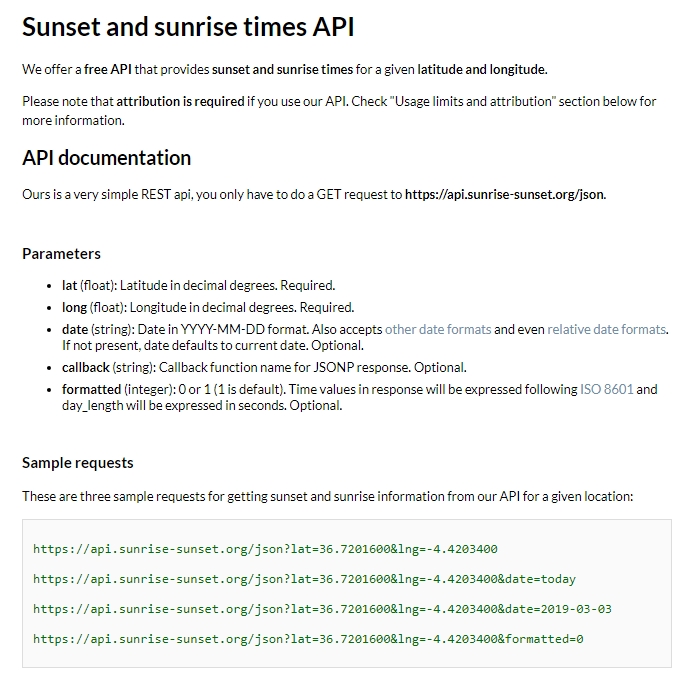 Sunset and sunrise times API
We offer a free API that provides sunset and sunrise times for a given latitude and longitude.
Please note that attribution is required if you use our API. Check "Usage limits and attribution" section below for
more information.
API documentation
Ours is a very simple REST api, you only have to do a GET request to https://api.sunrise-sunset.org/json.
Parameters
• lat (float): Latitude in decimal degrees. Required.
• long (float): Longitude in decimal degrees. Required.
• date (string): Date in YYYY-MM-DD format. Also accepts other date formats and even relative date formats.
If not present, date defaults to current date. Optional.
• callback (string): Callback function name for JSONP response. Optional.
• formatted (integer): 0 or 1 (1 is default). Time values in response will be expressed following ISO 8601 and
day_length will be expressed in seconds. Optional.
Sample requests
These are three sample requests for getting sunset and sunrise information from our API for a given location:
https://api.sunrise-sunset.org/json?lat=36.7201600&lng=-4.4203400
https://api.sunrise-sunset.org/json?lat=36.7201600&lng=-4.4203400&date=today
https://api.sunrise-sunset.org/json?lat=36.7201600&lng=-4.4203400&date=2019-03-03
https://api.sunrise-sunset.org/json?lat=36.7201600&lng=-4.4203400&formatted=0